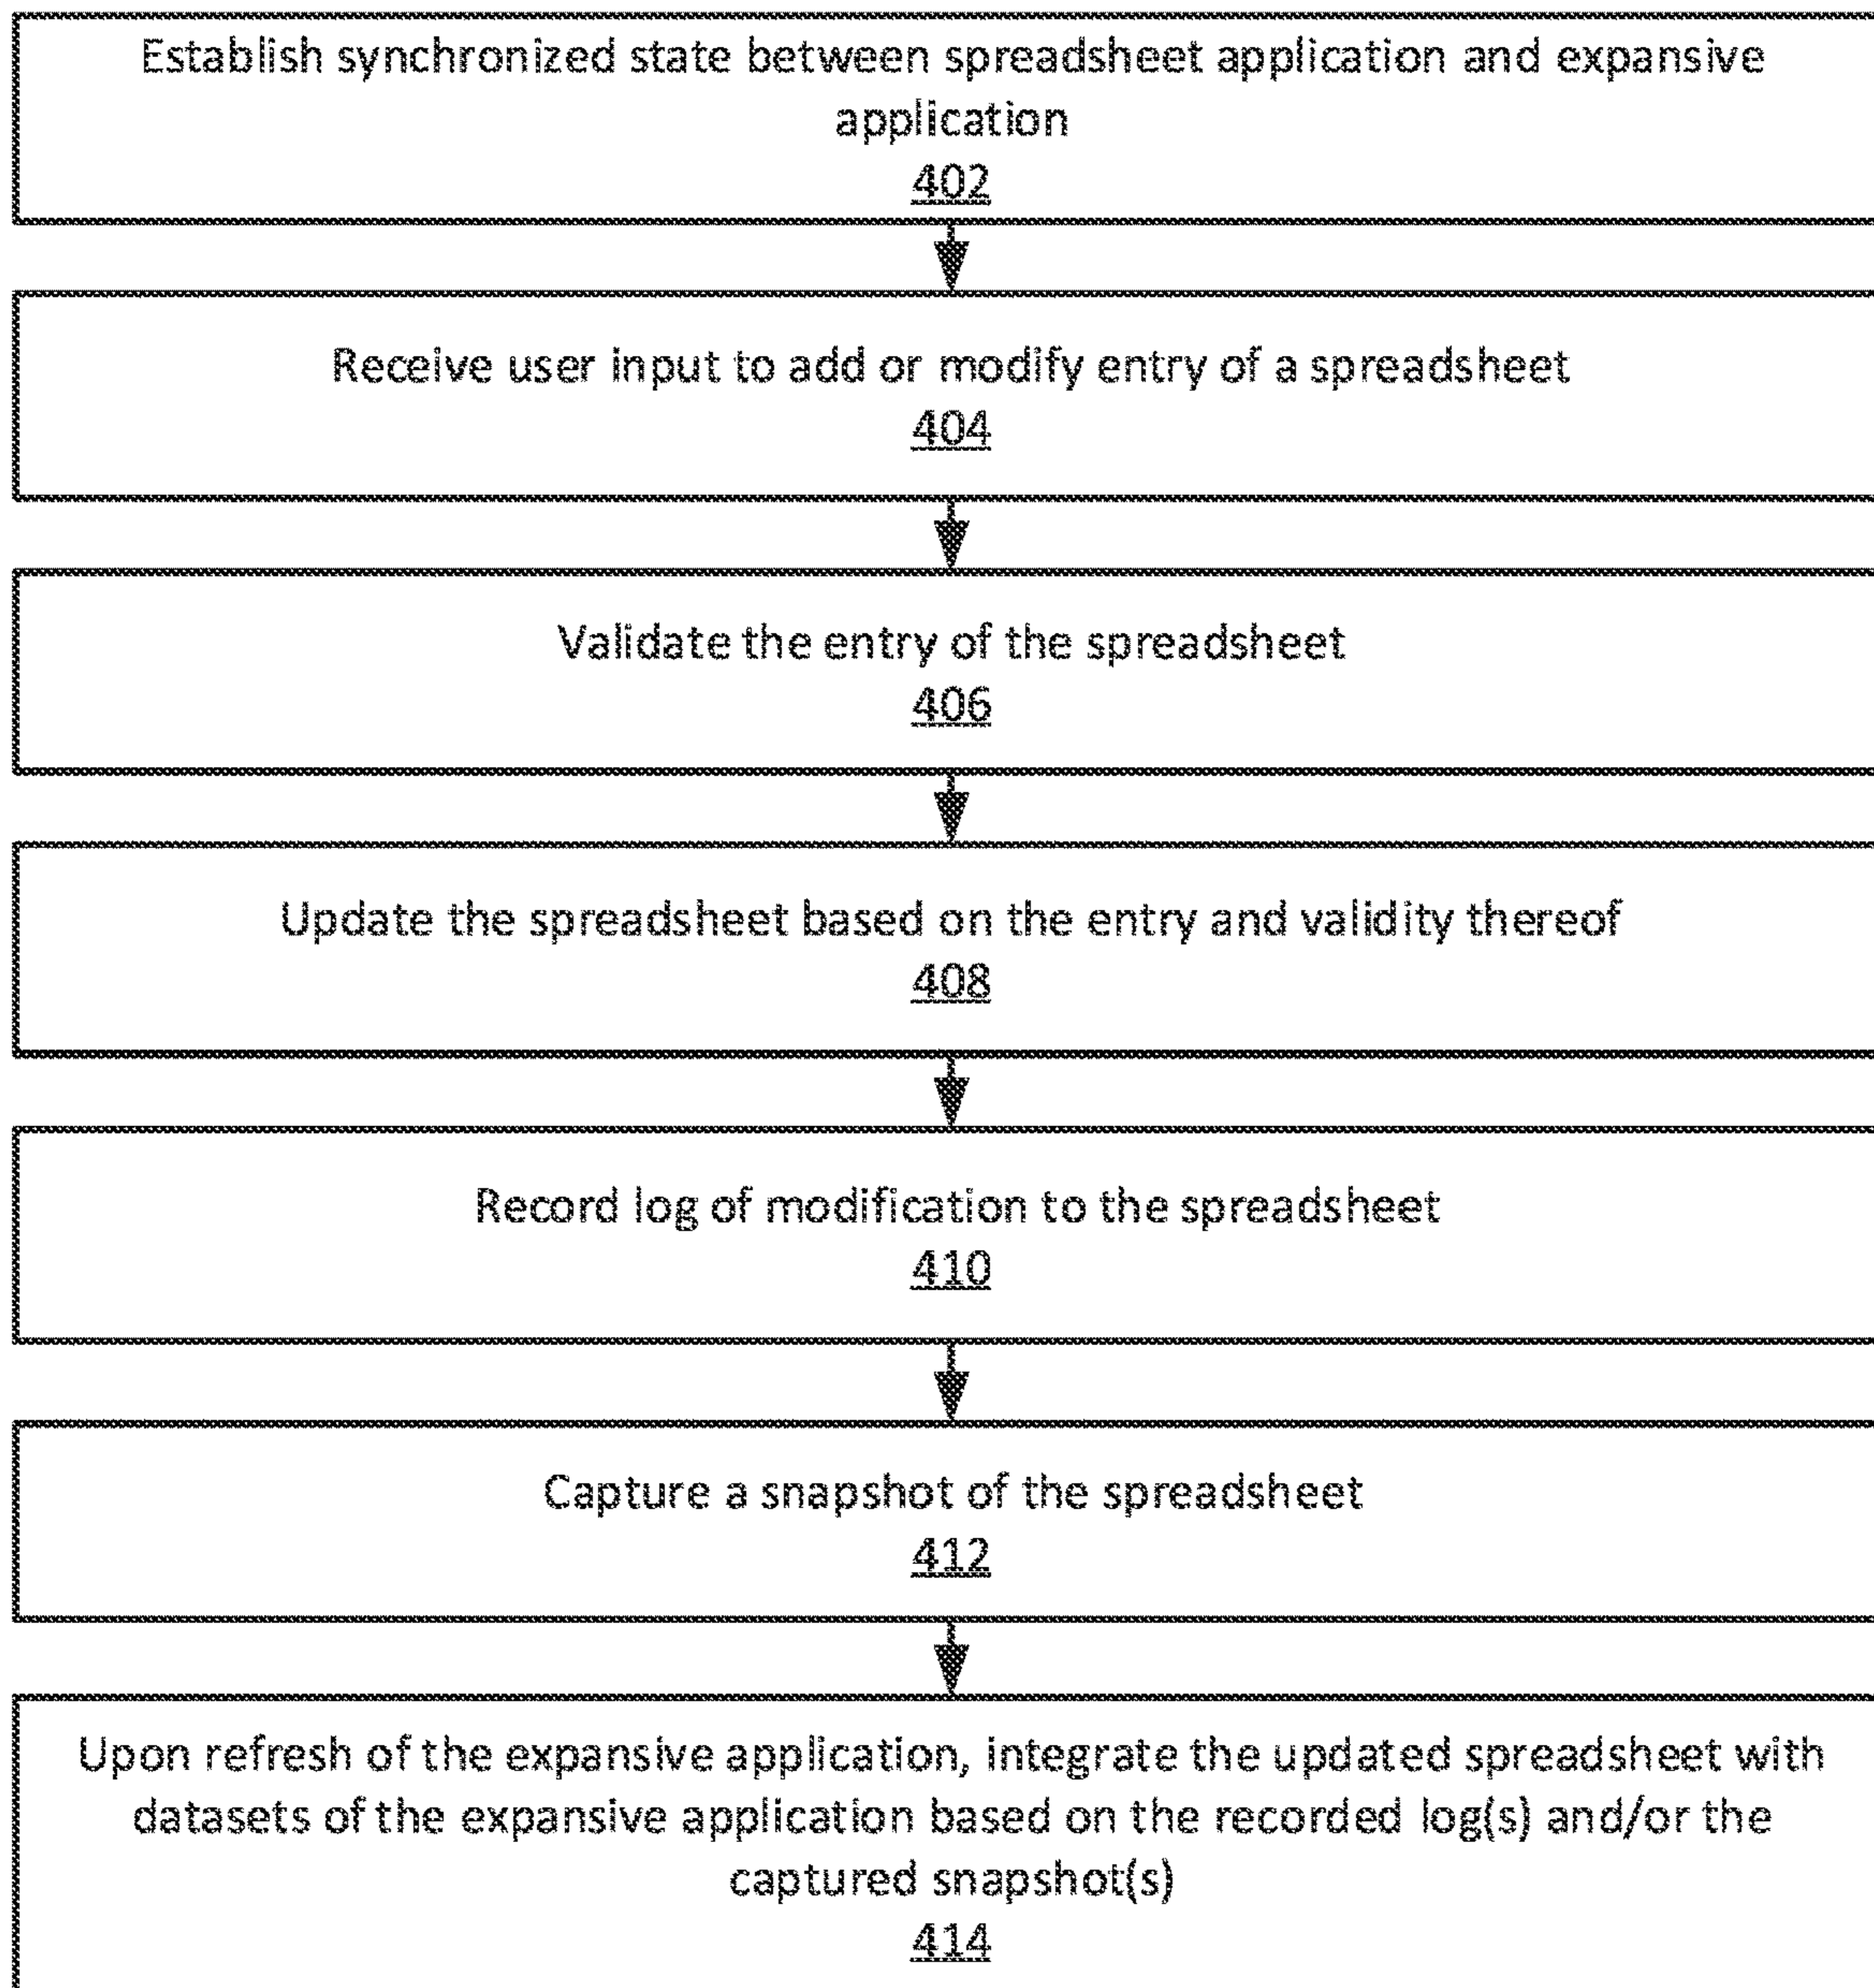 Establish synchronized state between spreadsheet application and expansive
application
402
Receive user input to add or modify entry of a spreadsheet
404
Validate the entry of the spreadsheet
406
Update the spreadsheet based on the entry and validity thereof
408
Record log of modification to the spreadsheet
410
Capture a snapshot of the spreadsheet
412
Upon refresh of the expansive application, integrate the updated spreadsheet with
datasets of the expansive application based on the recorded log(s) and/or the
captured snapshot(s)
414